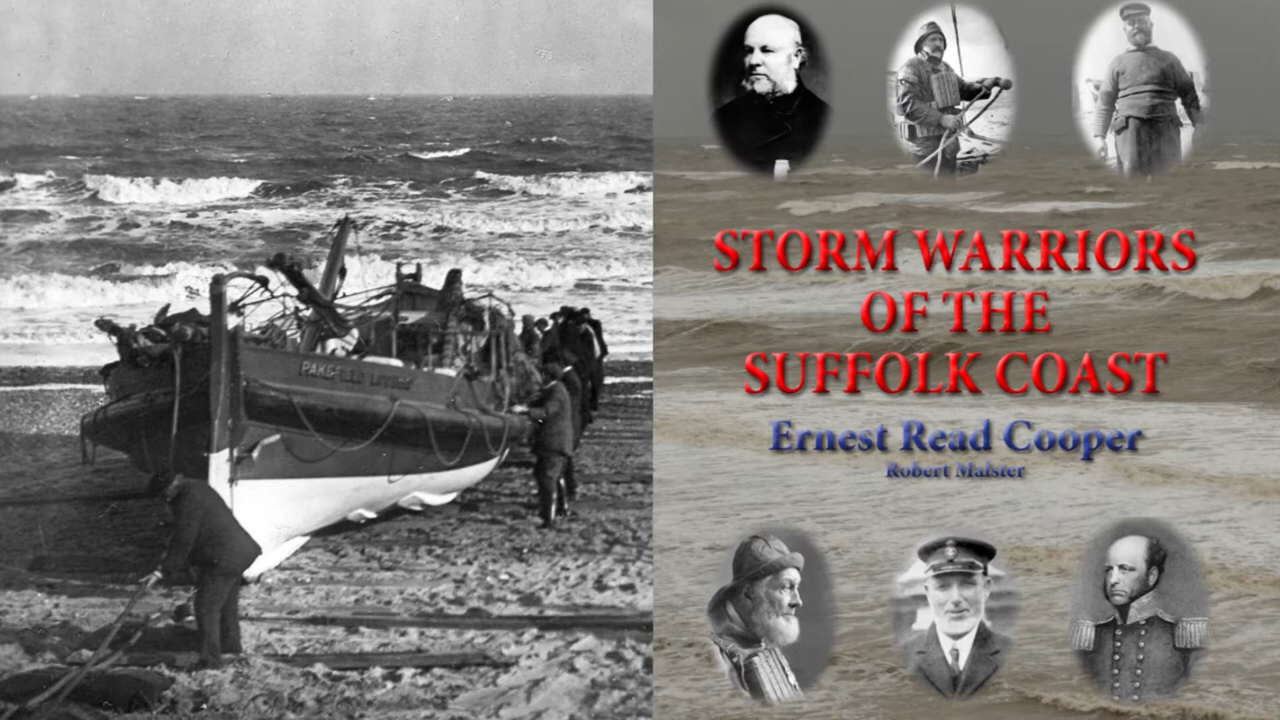 PAKEFIELD
STORM WARRIORS
OF THE
SUFFOLK COAST
Ernest Read Cooper
Robert Malster